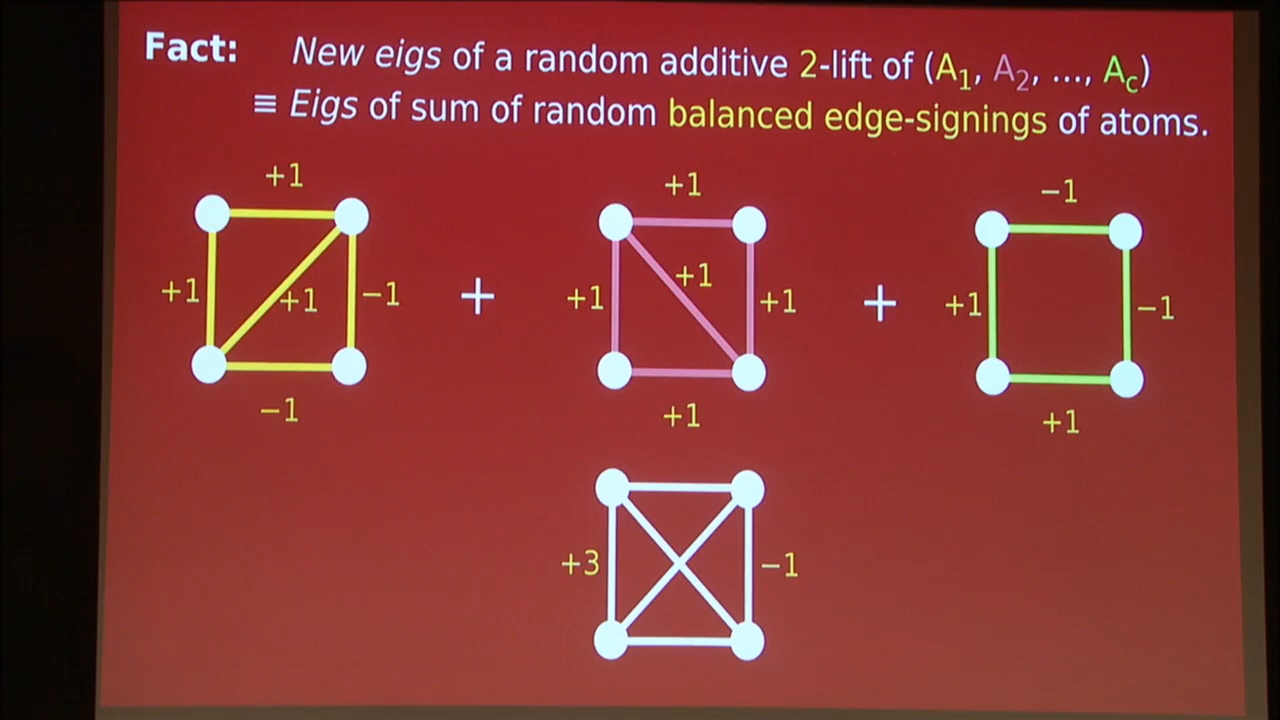 Fact: New eigs of a random additive 2-lift of (A₁, A₂, ..., A꜀)
≡ Eigs of sum of random balanced edge-signings of atoms.
+1 +1 −1
+1 +1 −1 + +1 +1 +1 + +1 −1
−1 +1 +1
+3 −1